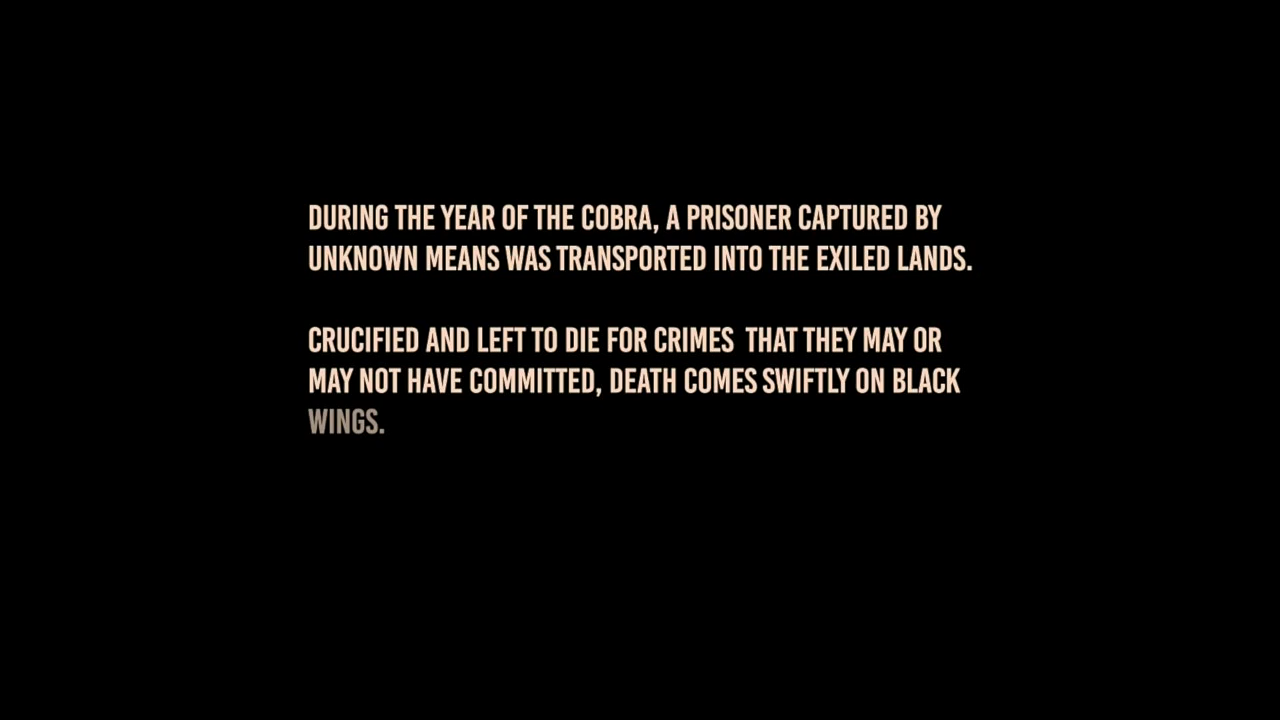 DURING THE YEAR OF THE COBRA, A PRISONER CAPTURED BY
UNKNOWN MEANS WAS TRANSPORTED INTO THE EXILED LANDS.
CRUCIFIED AND LEFT TO DIE FOR CRIMES THAT THEY MAY OR
MAY NOT HAVE COMMITTED, DEATH COMES SWIFTLY ON BLACK
WINGS.